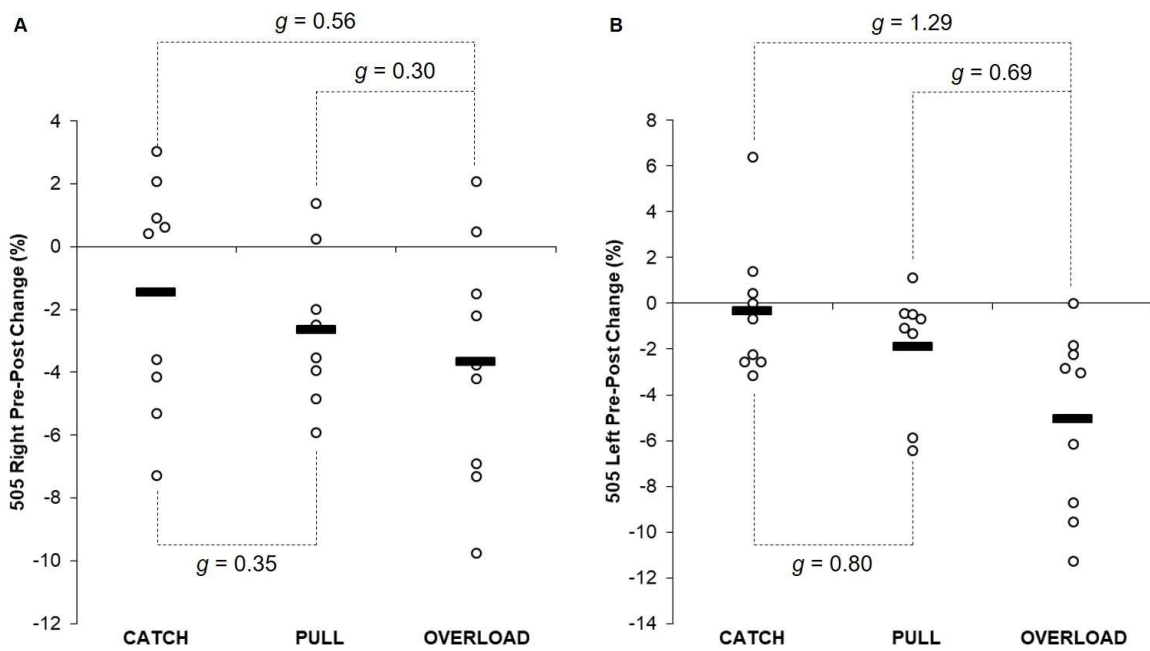 A
g = 0.56
g = 0.30
505 Right Pre-Post Change (%)
4
2
0
-2
-4
-6
-8
-10
-12
g = 0.35
CATCH PULL OVERLOAD
B
g = 1.29
g = 0.69
505 Left Pre-Post Change (%)
8
6
4
2
0
-2
-4
-6
-8
-10
-12
-14
g = 0.80
CATCH PULL OVERLOAD